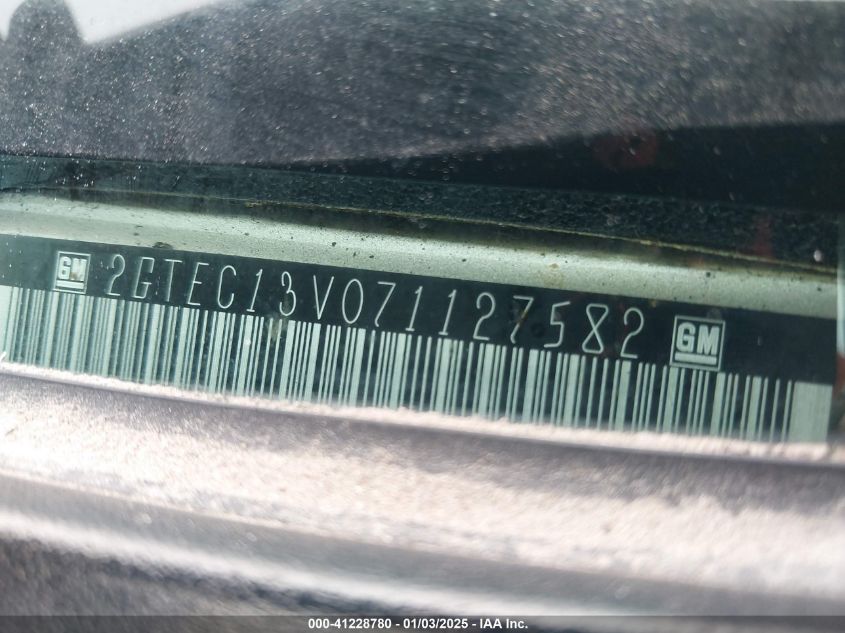 GM 2GTEC13V071127582 GM
000-41228780 - 01/03/2025 - IAA Inc.